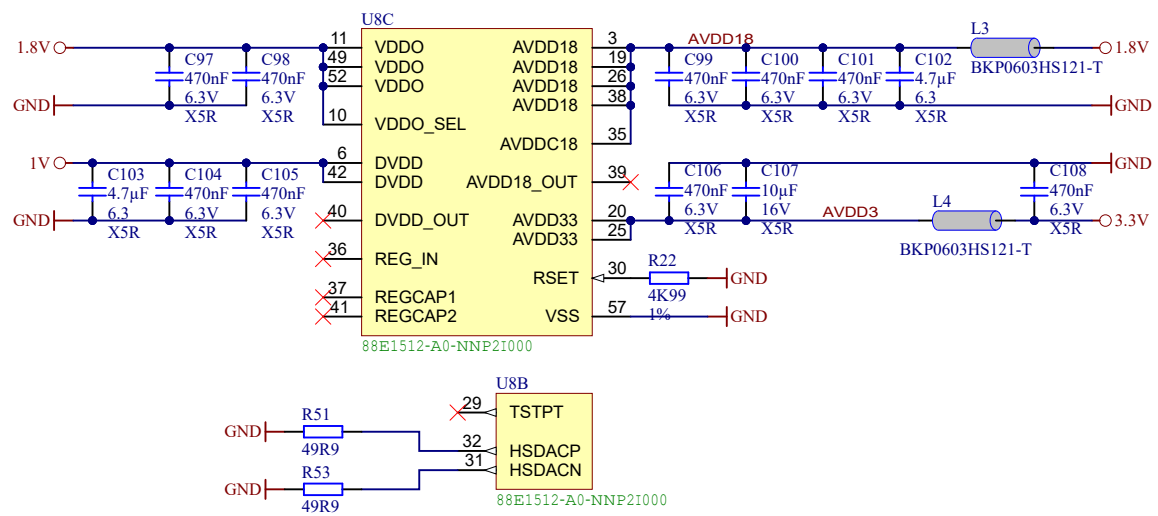 U8C
1.8V
C97
470nF
6.3V
X5R
C98
470nF
6.3V
X5R
GND
11 VDDO
49 VDDO
52 VDDO
10 VDDO_SEL
1V
C103
4.7µF
6.3
X5R
C104
470nF
6.3V
X5R
C105
470nF
6.3V
X5R
GND
6 DVDD
42 DVDD
40 DVDD_OUT
36 REG_IN
37 REGCAP1
41 REGCAP2
AVDD18 3
AVDD18 19
AVDD18 26
AVDD18 38
AVDDC18 35
AVDD18_OUT 39
AVDD33 20
AVDD33 25
RSET 30
VSS 57
88E1512-A0-NNP2I000
AVDD18
C99
470nF
6.3V
X5R
C100
470nF
6.3V
X5R
C101
470nF
6.3V
X5R
C102
4.7µF
6.3
X5R
L3
BKP0603HS121-T
1.8V
GND
C106
470nF
6.3V
X5R
C107
10µF
16V
X5R
AVDD3
L4
BKP0603HS121-T
C108
470nF
6.3V
X5R
GND
3.3V
R22
4K99
1%
GND
GND
U8B
29 TSTPT
32 HSDACP
31 HSDACN
88E1512-A0-NNP2I000
GND
R51
49R9
GND
R53
49R9